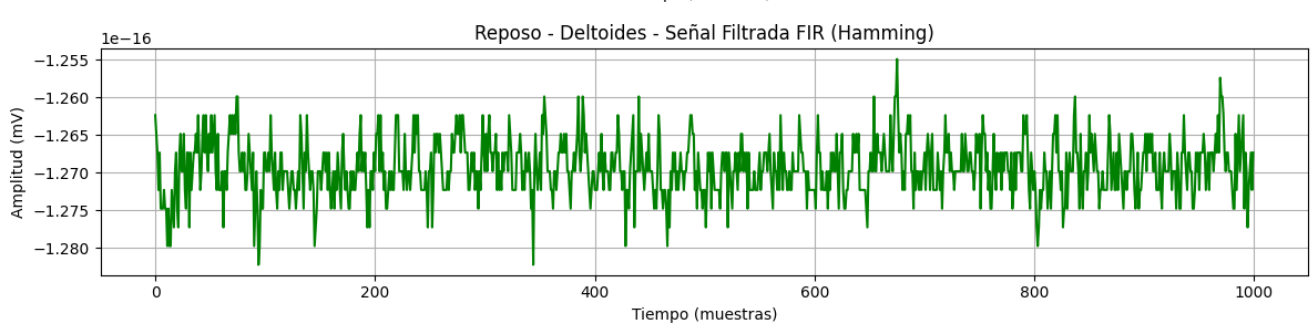 Reposo - Deltoides - Señal Filtrada FIR (Hamming)
1e−16
−1.255
−1.260
−1.265
−1.270
−1.275
−1.280
Amplitud (mV)
0 200 400 600 800 1000
Tiempo (muestras)